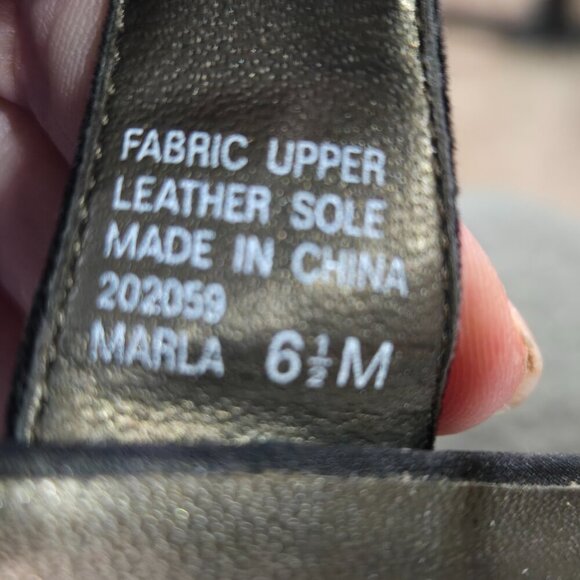 FABRIC UPPER
LEATHER SOLE
MADE IN CHINA
202059
MARLA 6½M